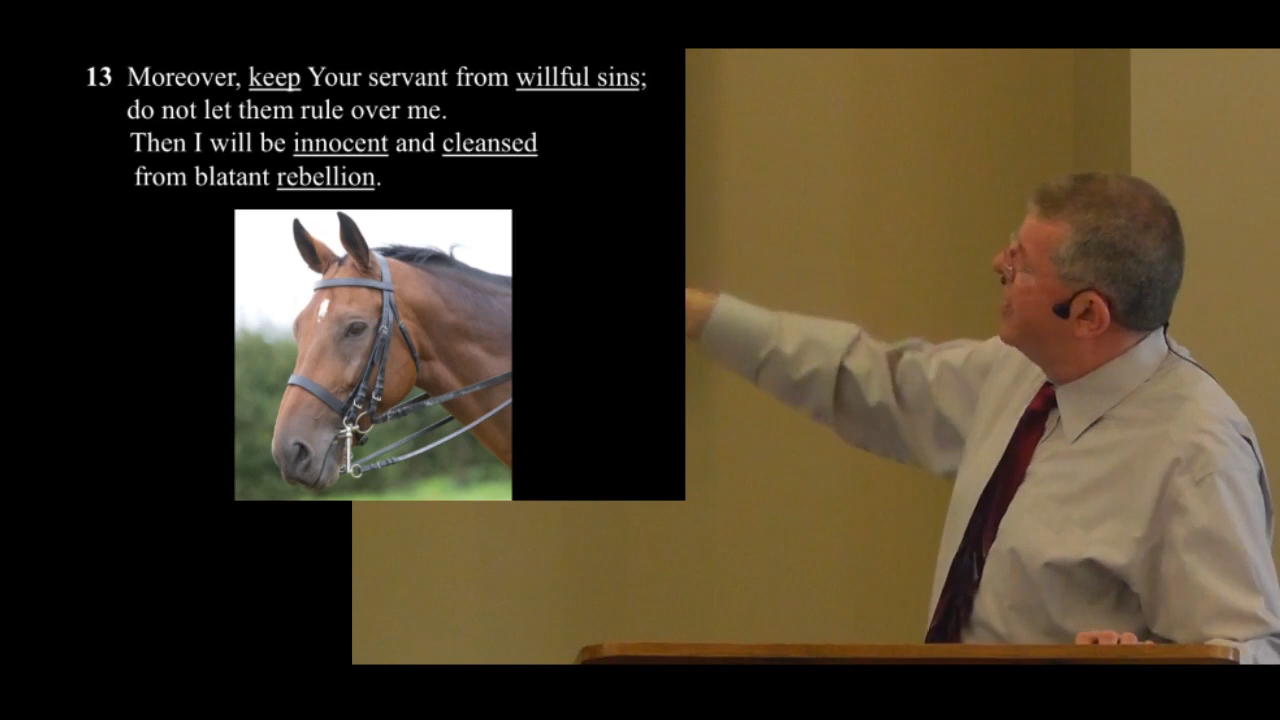 13 Moreover, keep Your servant from willful sins;
do not let them rule over me.
Then I will be innocent and cleansed
from blatant rebellion.